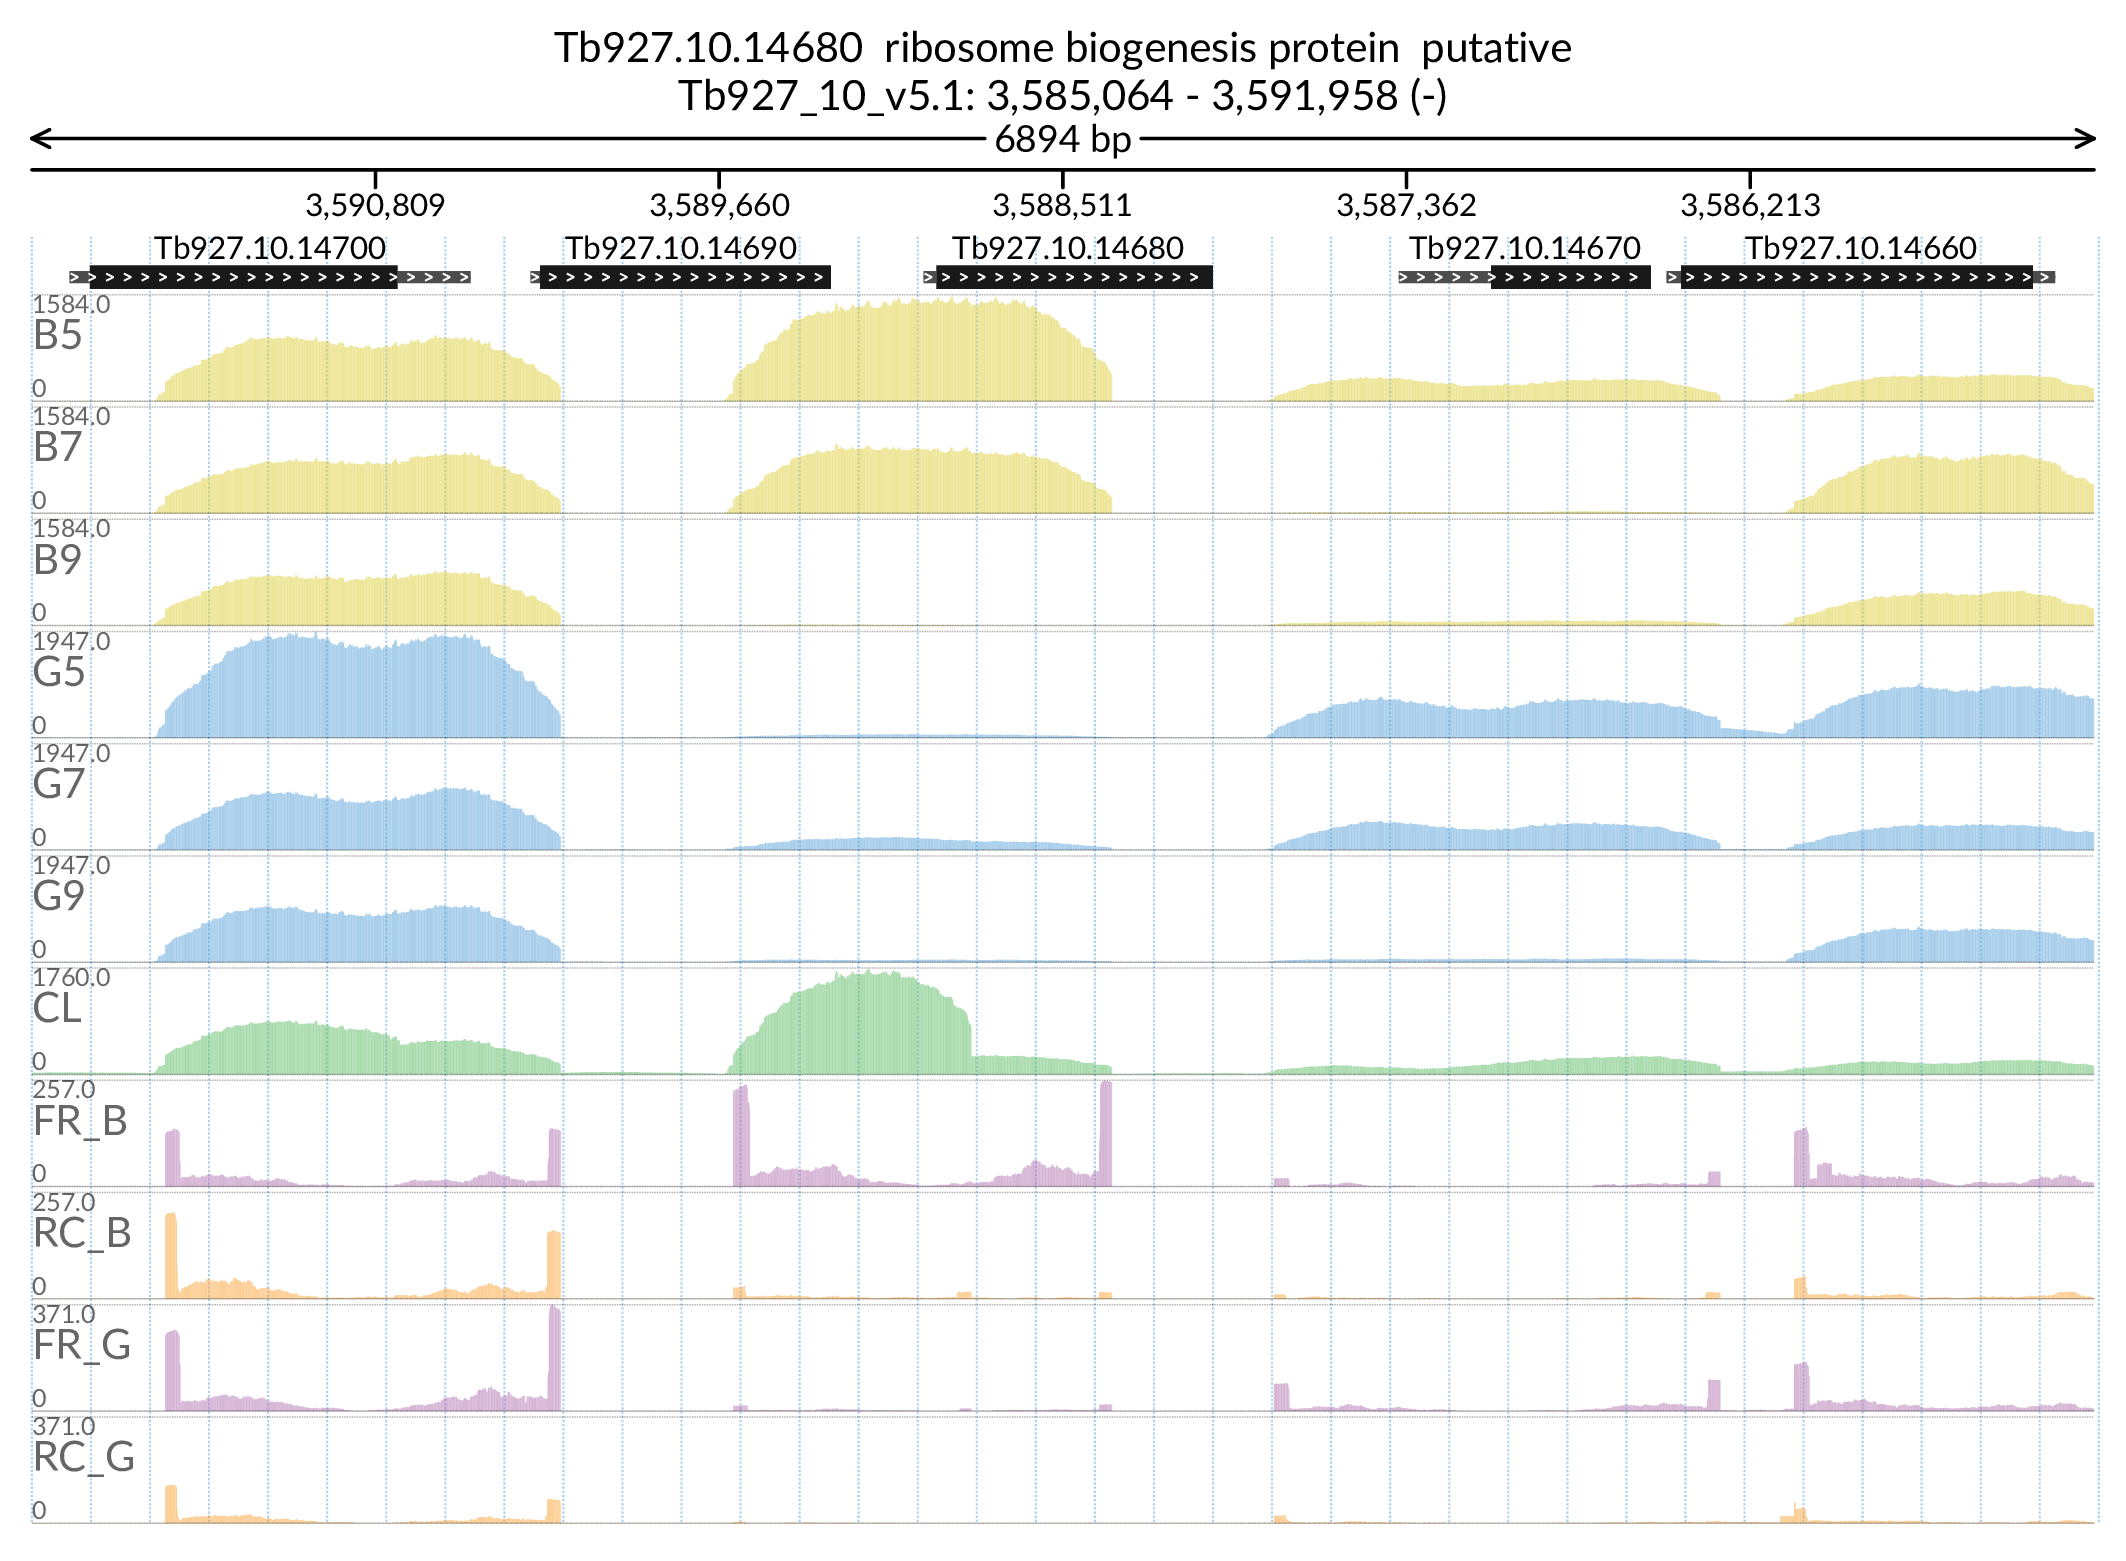 Tb927.10.14680  ribosome biogenesis protein  putative
Tb927_10_v5.1: 3,585,064 - 3,591,958 (-)
6894 bp
3,590,809 3,589,660 3,588,511 3,587,362 3,586,213
Tb927.10.14700 Tb927.10.14690 Tb927.10.14680 Tb927.10.14670 Tb927.10.14660
1584.0
B5
0
1584.0
B7
0
1584.0
B9
0
1947.0
G5
0
1947.0
G7
0
1947.0
G9
0
1760.0
CL
0
257.0
FR_B
0
257.0
RC_B
0
371.0
FR_G
0
371.0
RC_G
0